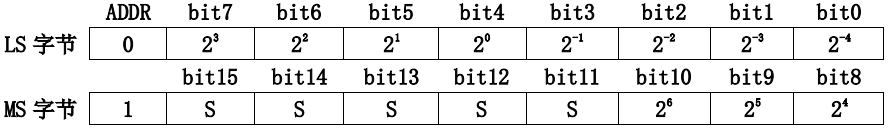 ADDR bit7 bit6 bit5 bit4 bit3 bit2 bit1 bit0
LS 字节 0 2³ 2² 2¹ 2⁰ 2⁻¹ 2⁻² 2⁻³ 2⁻⁴
bit15 bit14 bit13 bit12 bit11 bit10 bit9 bit8
MS 字节 1 S S S S S 2⁶ 2⁵ 2⁴